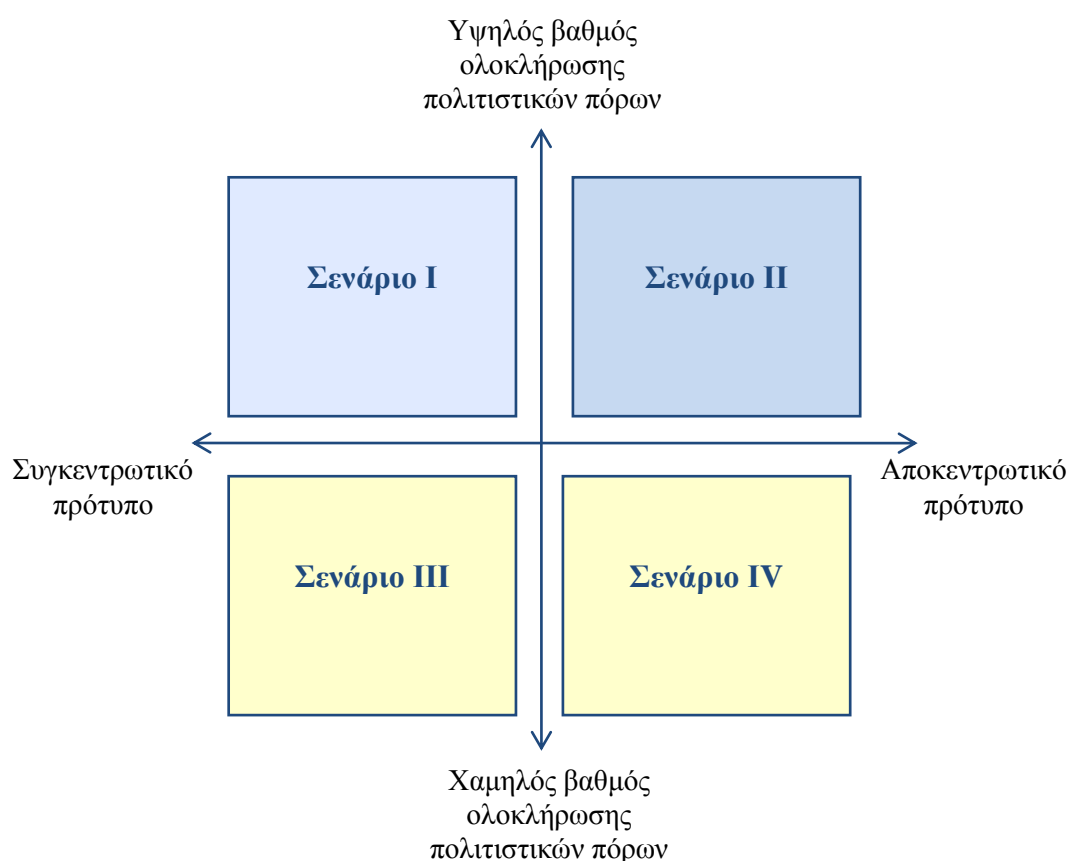 Υψηλός βαθμός
ολοκλήρωσης
πολιτιστικών πόρων
Σενάριο I
Σενάριο II
Συγκεντρωτικό
πρότυπο
Αποκεντρωτικό
πρότυπο
Σενάριο III
Σενάριο IV
Χαμηλός βαθμός
ολοκλήρωσης
πολιτιστικών πόρων